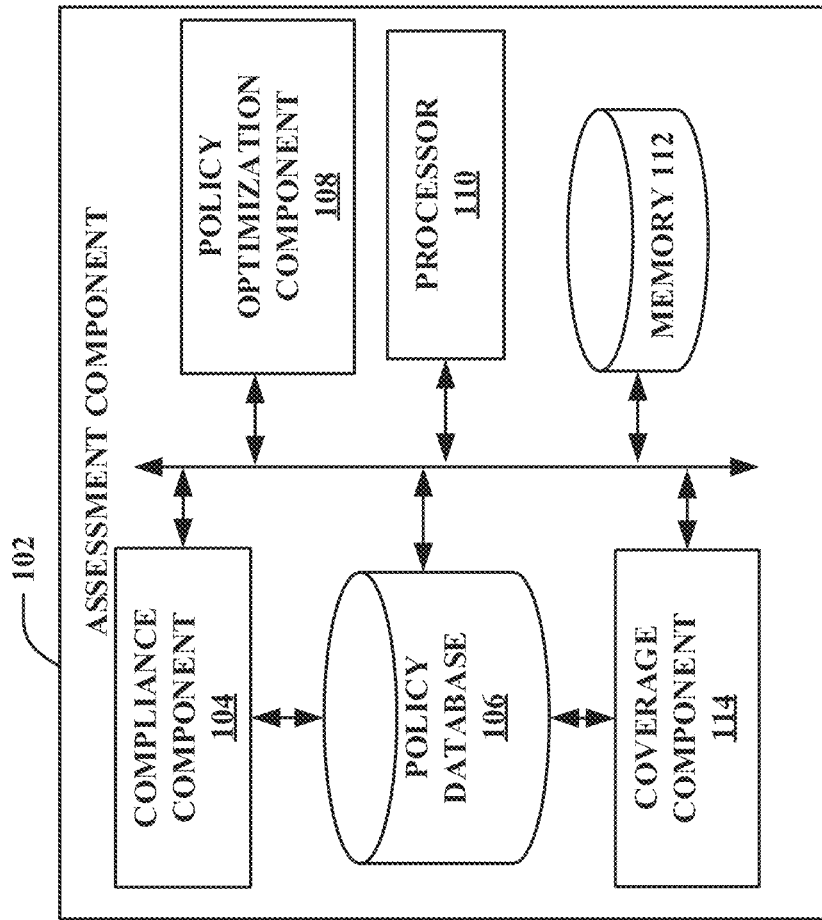 102
ASSESSMENT COMPONENT
COMPLIANCE
COMPONENT
104
POLICY
DATABASE
106
COVERAGE
COMPONENT
114
POLICY
OPTIMIZATION
COMPONENT
108
PROCESSOR
110
MEMORY 112